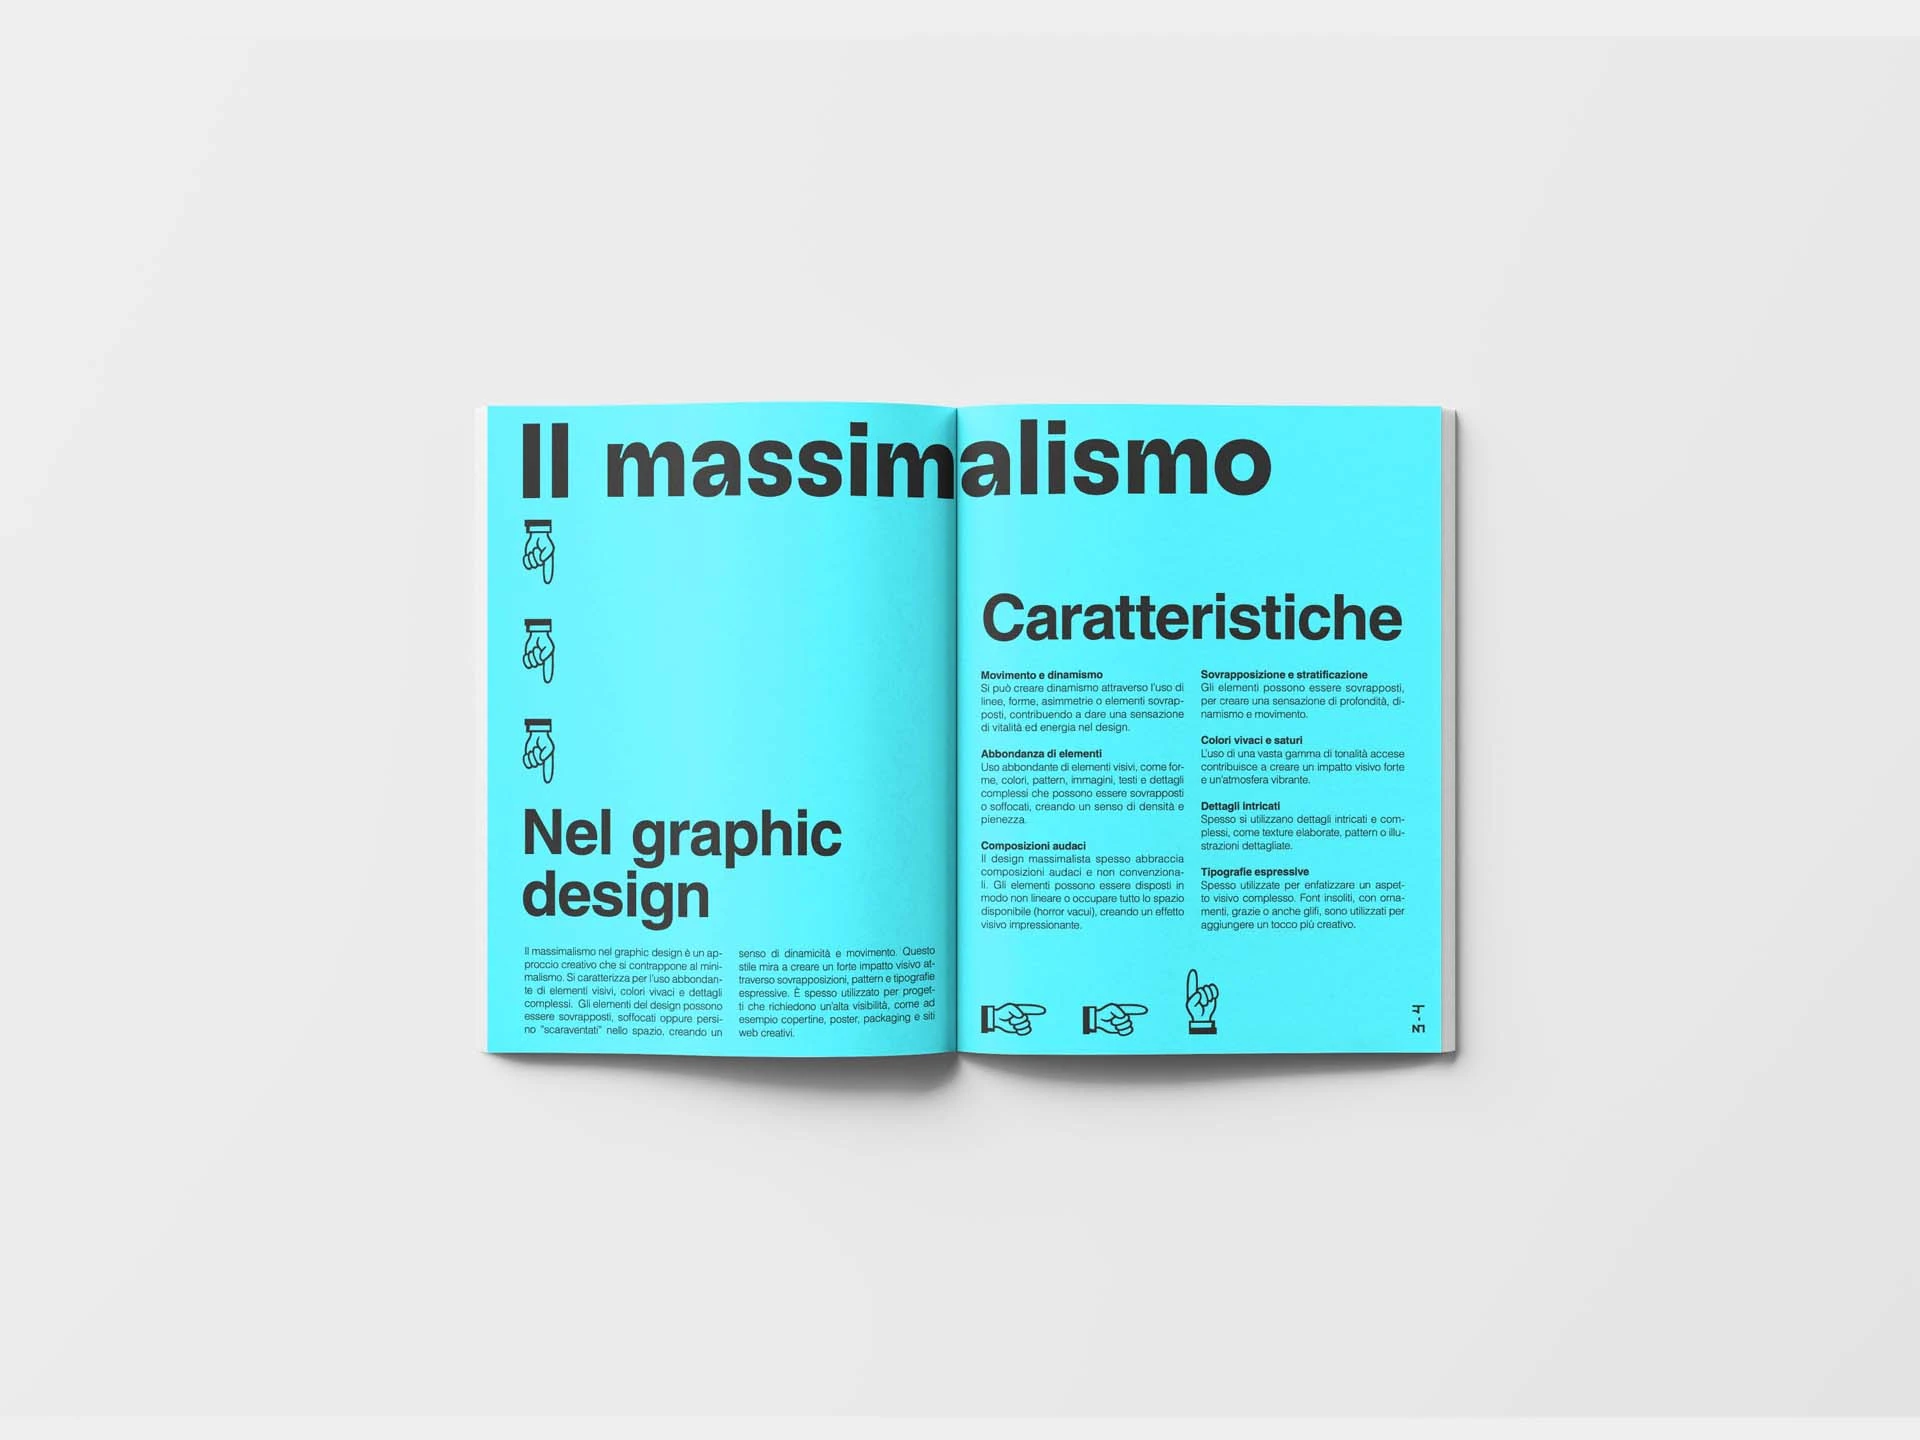 Il massimalismo
Nel graphic
design
Il massimalismo nel graphic design è un ap-
proccio creativo che si contrappone al mini-
malismo. Si caratterizza per l'uso abbondan-
te di elementi visivi, colori vivaci e dettagli
complessi. Gli elementi del design possono
essere sovrapposti, soffocati oppure persi-
no "scaraventati" nello spazio, creando un
senso di dinamicità e movimento. Questo
stile mira a creare un forte impatto visivo at-
traverso sovrapposizioni, pattern e tipografie
espressive. È spesso utilizzato per proget-
ti che richiedono un'alta visibilità, come ad
esempio copertine, poster, packaging e siti
web creativi.
Caratteristiche
Movimento e dinamismo
Si può creare dinamismo attraverso l'uso di
linee, forme, asimmetrie o elementi sovrap-
posti, contribuendo a dare una sensazione
di vitalità ed energia nel design.
Abbondanza di elementi
Uso abbondante di elementi visivi, come for-
me, colori, pattern, immagini, testi e dettagli
complessi che possono essere sovrapposti
o soffocati, creando un senso di densità e
pienezza.
Composizioni audaci
Il design massimalista spesso abbraccia
composizioni audaci e non convenziona-
li. Gli elementi possono essere disposti in
modo non lineare o occupare tutto lo spazio
disponibile (horror vacui), creando un effetto
visivo impressionante.
Sovrapposizione e stratificazione
Gli elementi possono essere sovrapposti,
per creare una sensazione di profondità, di-
namismo e movimento.
Colori vivaci e saturi
L'uso di una vasta gamma di tonalità accese
contribuisce a creare un impatto visivo forte
e un'atmosfera vibrante.
Dettagli intricati
Spesso si utilizzano dettagli intricati e com-
plessi, come texture elaborate, pattern o illu-
strazioni dettagliate.
Tipografie espressive
Spesso utilizzate per enfatizzare un aspet-
to visivo complesso. Font insoliti, con orna-
menti, grazie o anche glifi, sono utilizzati per
aggiungere un tocco più creativo.